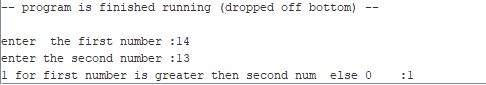 -- program is finished running (dropped off bottom) --
enter  the first number :14
enter the second number :13
1 for first number is greater then second num  else 0    :1